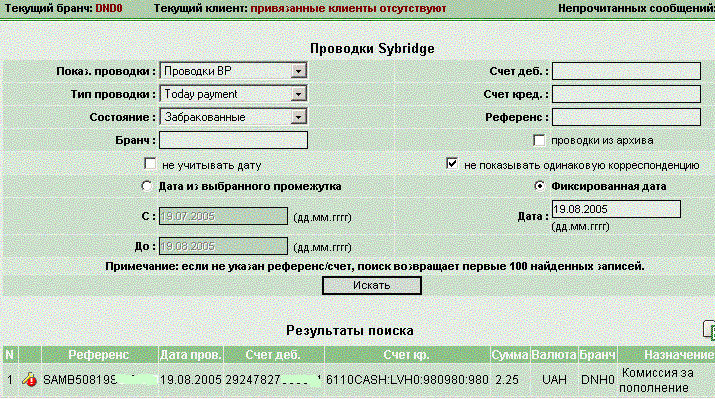 Текущий бранч: DND0 Текущий клиент: привязанные клиенты отсутствуют Непрочитанных сообщений:
Проводки Sybridge
Показ. проводки : Проводки BP Счет деб. :
Тип проводки : Today payment Счет кред. :
Состояние : Забракованные Референс :
Бранч : проводки из архива
не учитывать дату не показывать одинаковую корреспонденцию
Дата из выбранного промежутка Фиксированная дата
С : 19.07.2005 (дд.мм.гггг) Дата : 19.08.2005
(дд.мм.гггг)
До : 19.08.2005 (дд.мм.гггг)
Примечание: если не указан референс/счет, поиск возвращает первые 100 найденных записей.
Искать
Результаты поиска
N Референс Дата пров. Счет деб. Счет кр. Сумма Валюта Бранч Назначение
1 SAMB508198 19.08.2005 29247827 1 6110CASH:LVH0:980980:980 2.25 UAH DNH0 Комиссия за
пополнение